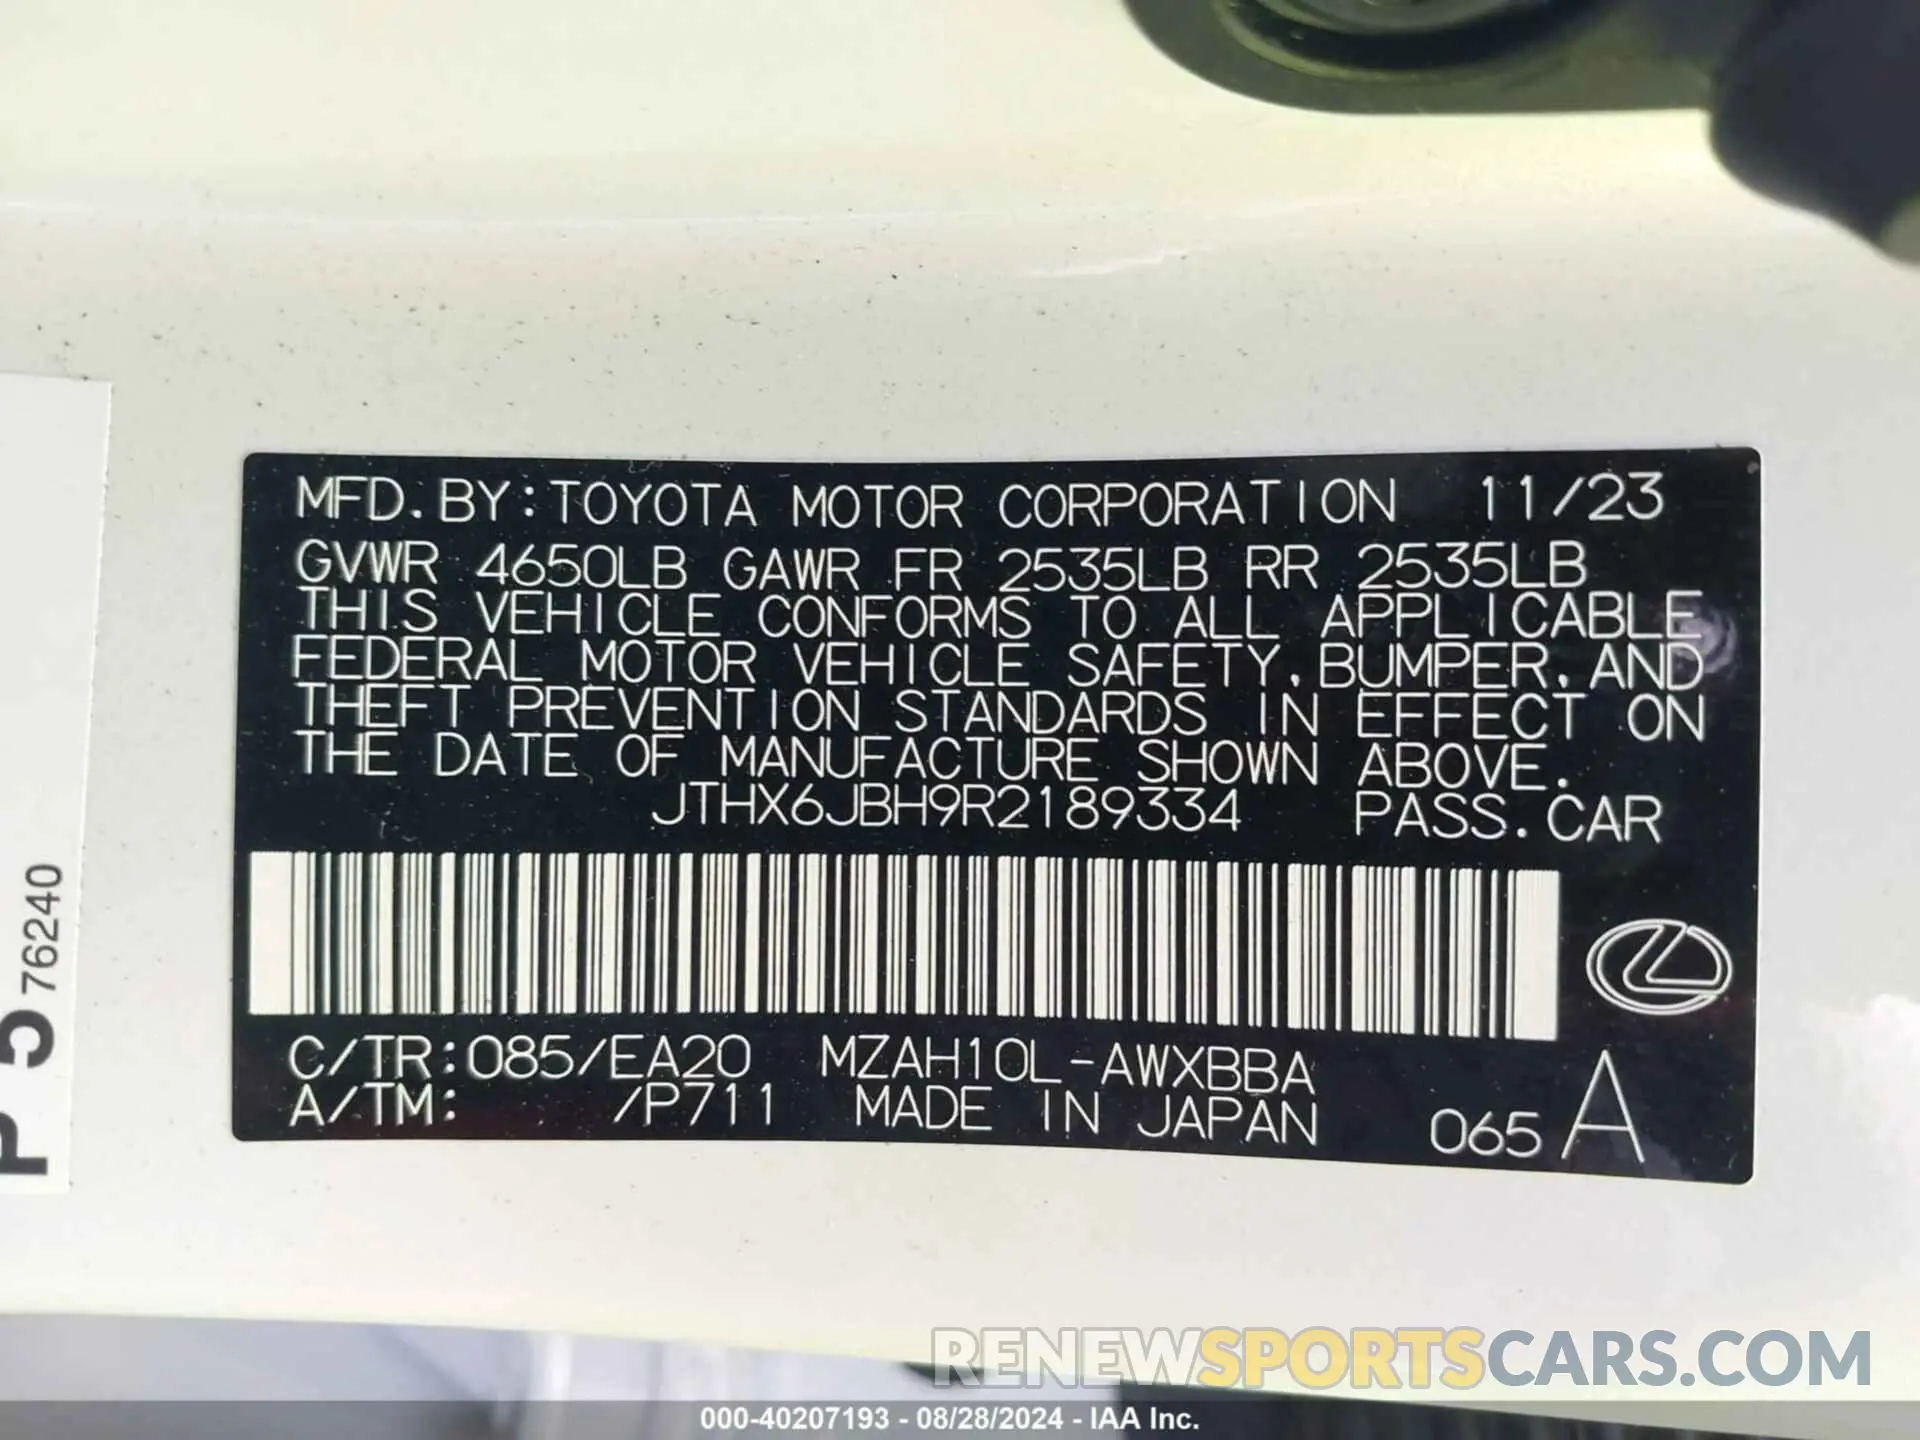 MFD. BY: TOYOTA MOTOR CORPORATION 11/23
GVWR 4650LB GAWR FR 2535LB RR 2535LB
THIS VEHICLE CONFORMS TO ALL APPLICABLE
FEDERAL MOTOR VEHICLE SAFETY, BUMPER, AND
THEFT PREVENTION STANDARDS IN EFFECT ON
THE DATE OF MANUFACTURE SHOWN ABOVE.
JTHX6JBH9R2189334 PASS. CAR
C/TR: 085/EA20 MZAH10L-AWXBBA
A/TM: /P711 MADE IN JAPAN 065 A
P 5 76240
RENEWSPORTSCARS.COM
000-40207193 - 08/28/2024 - IAA Inc.